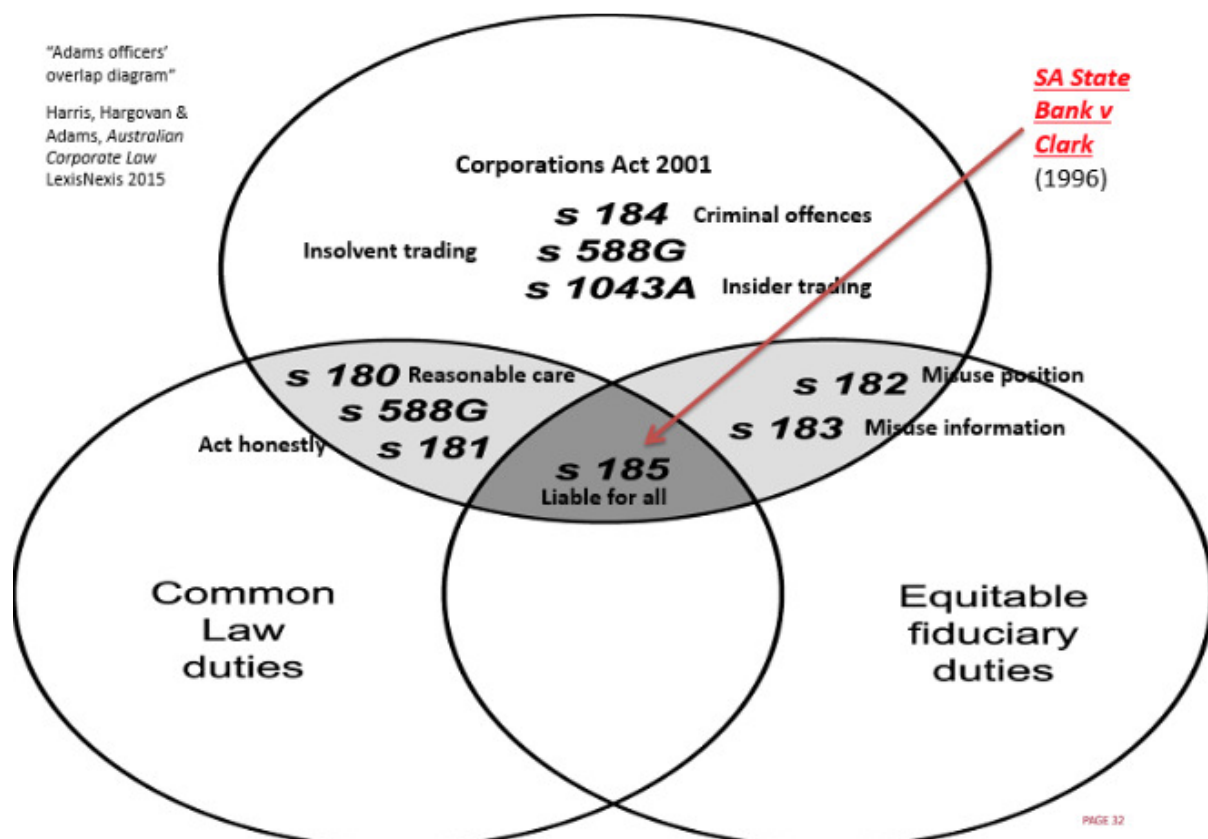 “Adams officers’
overlap diagram”
Harris, Hargovan &
Adams, Australian
Corporate Law
LexisNexis 2015
SA State
Bank v
Clark
(1996)
Corporations Act 2001
s 184 Criminal offences
Insolvent trading s 588G
s 1043A Insider trading
s 180 Reasonable care
s 588G
Act honestly s 181
s 182 Misuse position
s 183 Misuse information
s 185
Liable for all
Common
Law
duties
Equitable
fiduciary
duties
PAGE 32